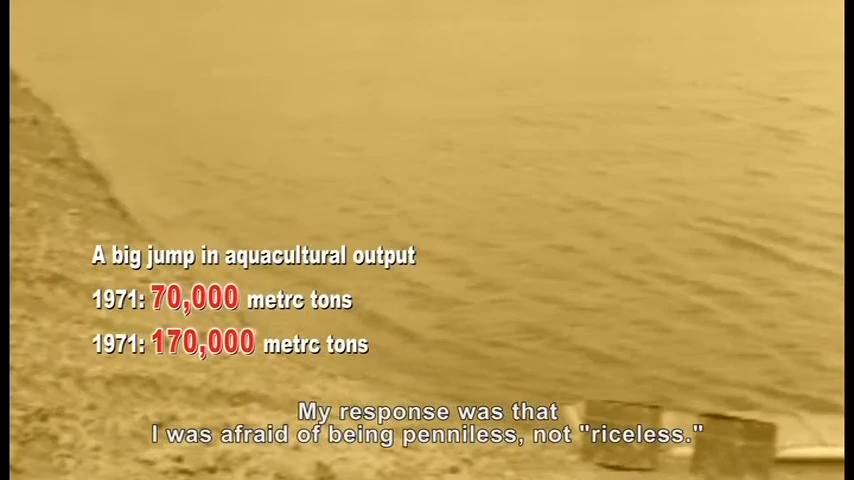 A big jump in aquacultural output
1971: 70,000 metrc tons
1971: 170,000 metrc tons
My response was that
I was afraid of being penniless, not "riceless."